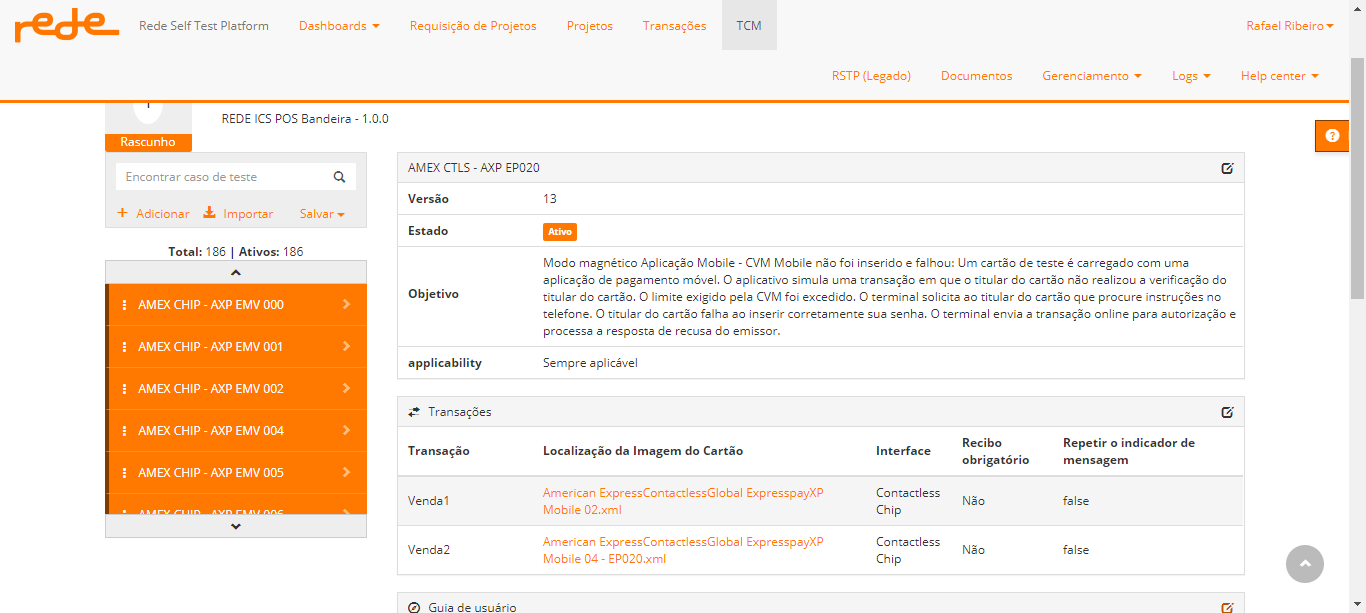 rede
Rede Self Test Platform
Dashboards
Requisição de Projetos
Projetos
Transações
TCM
Rafael Ribeiro
RSTP (Legado)
Documentos
Gerenciamento
Logs
Help center
REDE ICS POS Bandeira - 1.0.0
Rascunho
Encontrar caso de teste
+ Adicionar
Importar
Salvar
Total: 186 | Ativos: 186
AMEX CHIP - AXP EMV 000
AMEX CHIP - AXP EMV 001
AMEX CHIP - AXP EMV 002
AMEX CHIP - AXP EMV 004
AMEX CHIP - AXP EMV 005
AMEX CHIP - AXP EMV 006
AMEX CTLS - AXP EP020
Versão 13
Estado Ativo
Objetivo
Modo magnético Aplicação Mobile - CVM Mobile não foi inserido e falhou: Um cartão de teste é carregado com uma
aplicação de pagamento móvel. O aplicativo simula uma transação em que o titular do cartão não realizou a verificação do
titular do cartão. O limite exigido pela CVM foi excedido. O terminal solicita ao titular do cartão que procure instruções no
telefone. O titular do cartão falha ao inserir corretamente sua senha. O terminal envia a transação online para autorização e
processa a resposta de recusa do emissor.
applicability Sempre aplicável
Transações
Transação
Localização da Imagem do Cartão
Interface
Recibo
obrigatório
Repetir o indicador de
mensagem
Venda1
American ExpressContactlessGlobal ExpresspayXP
Mobile 02.xml
Contactless
Chip
Não
false
Venda2
American ExpressContactlessGlobal ExpresspayXP
Mobile 04 - EP020.xml
Contactless
Chip
Não
false
Guia de usuário